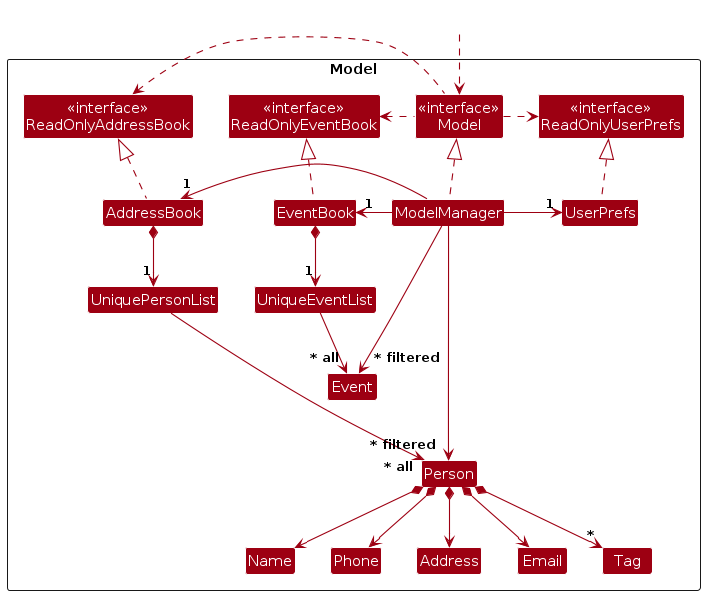 Model
«interface»
ReadOnlyAddressBook
«interface»
ReadOnlyEventBook
«interface»
Model
«interface»
ReadOnlyUserPrefs
1
1
1
AddressBook
EventBook
ModelManager
UserPrefs
1
1
UniquePersonList
UniqueEventList
* all
* filtered
Event
* filtered
* all
Person
*
Name
Phone
Address
Email
Tag